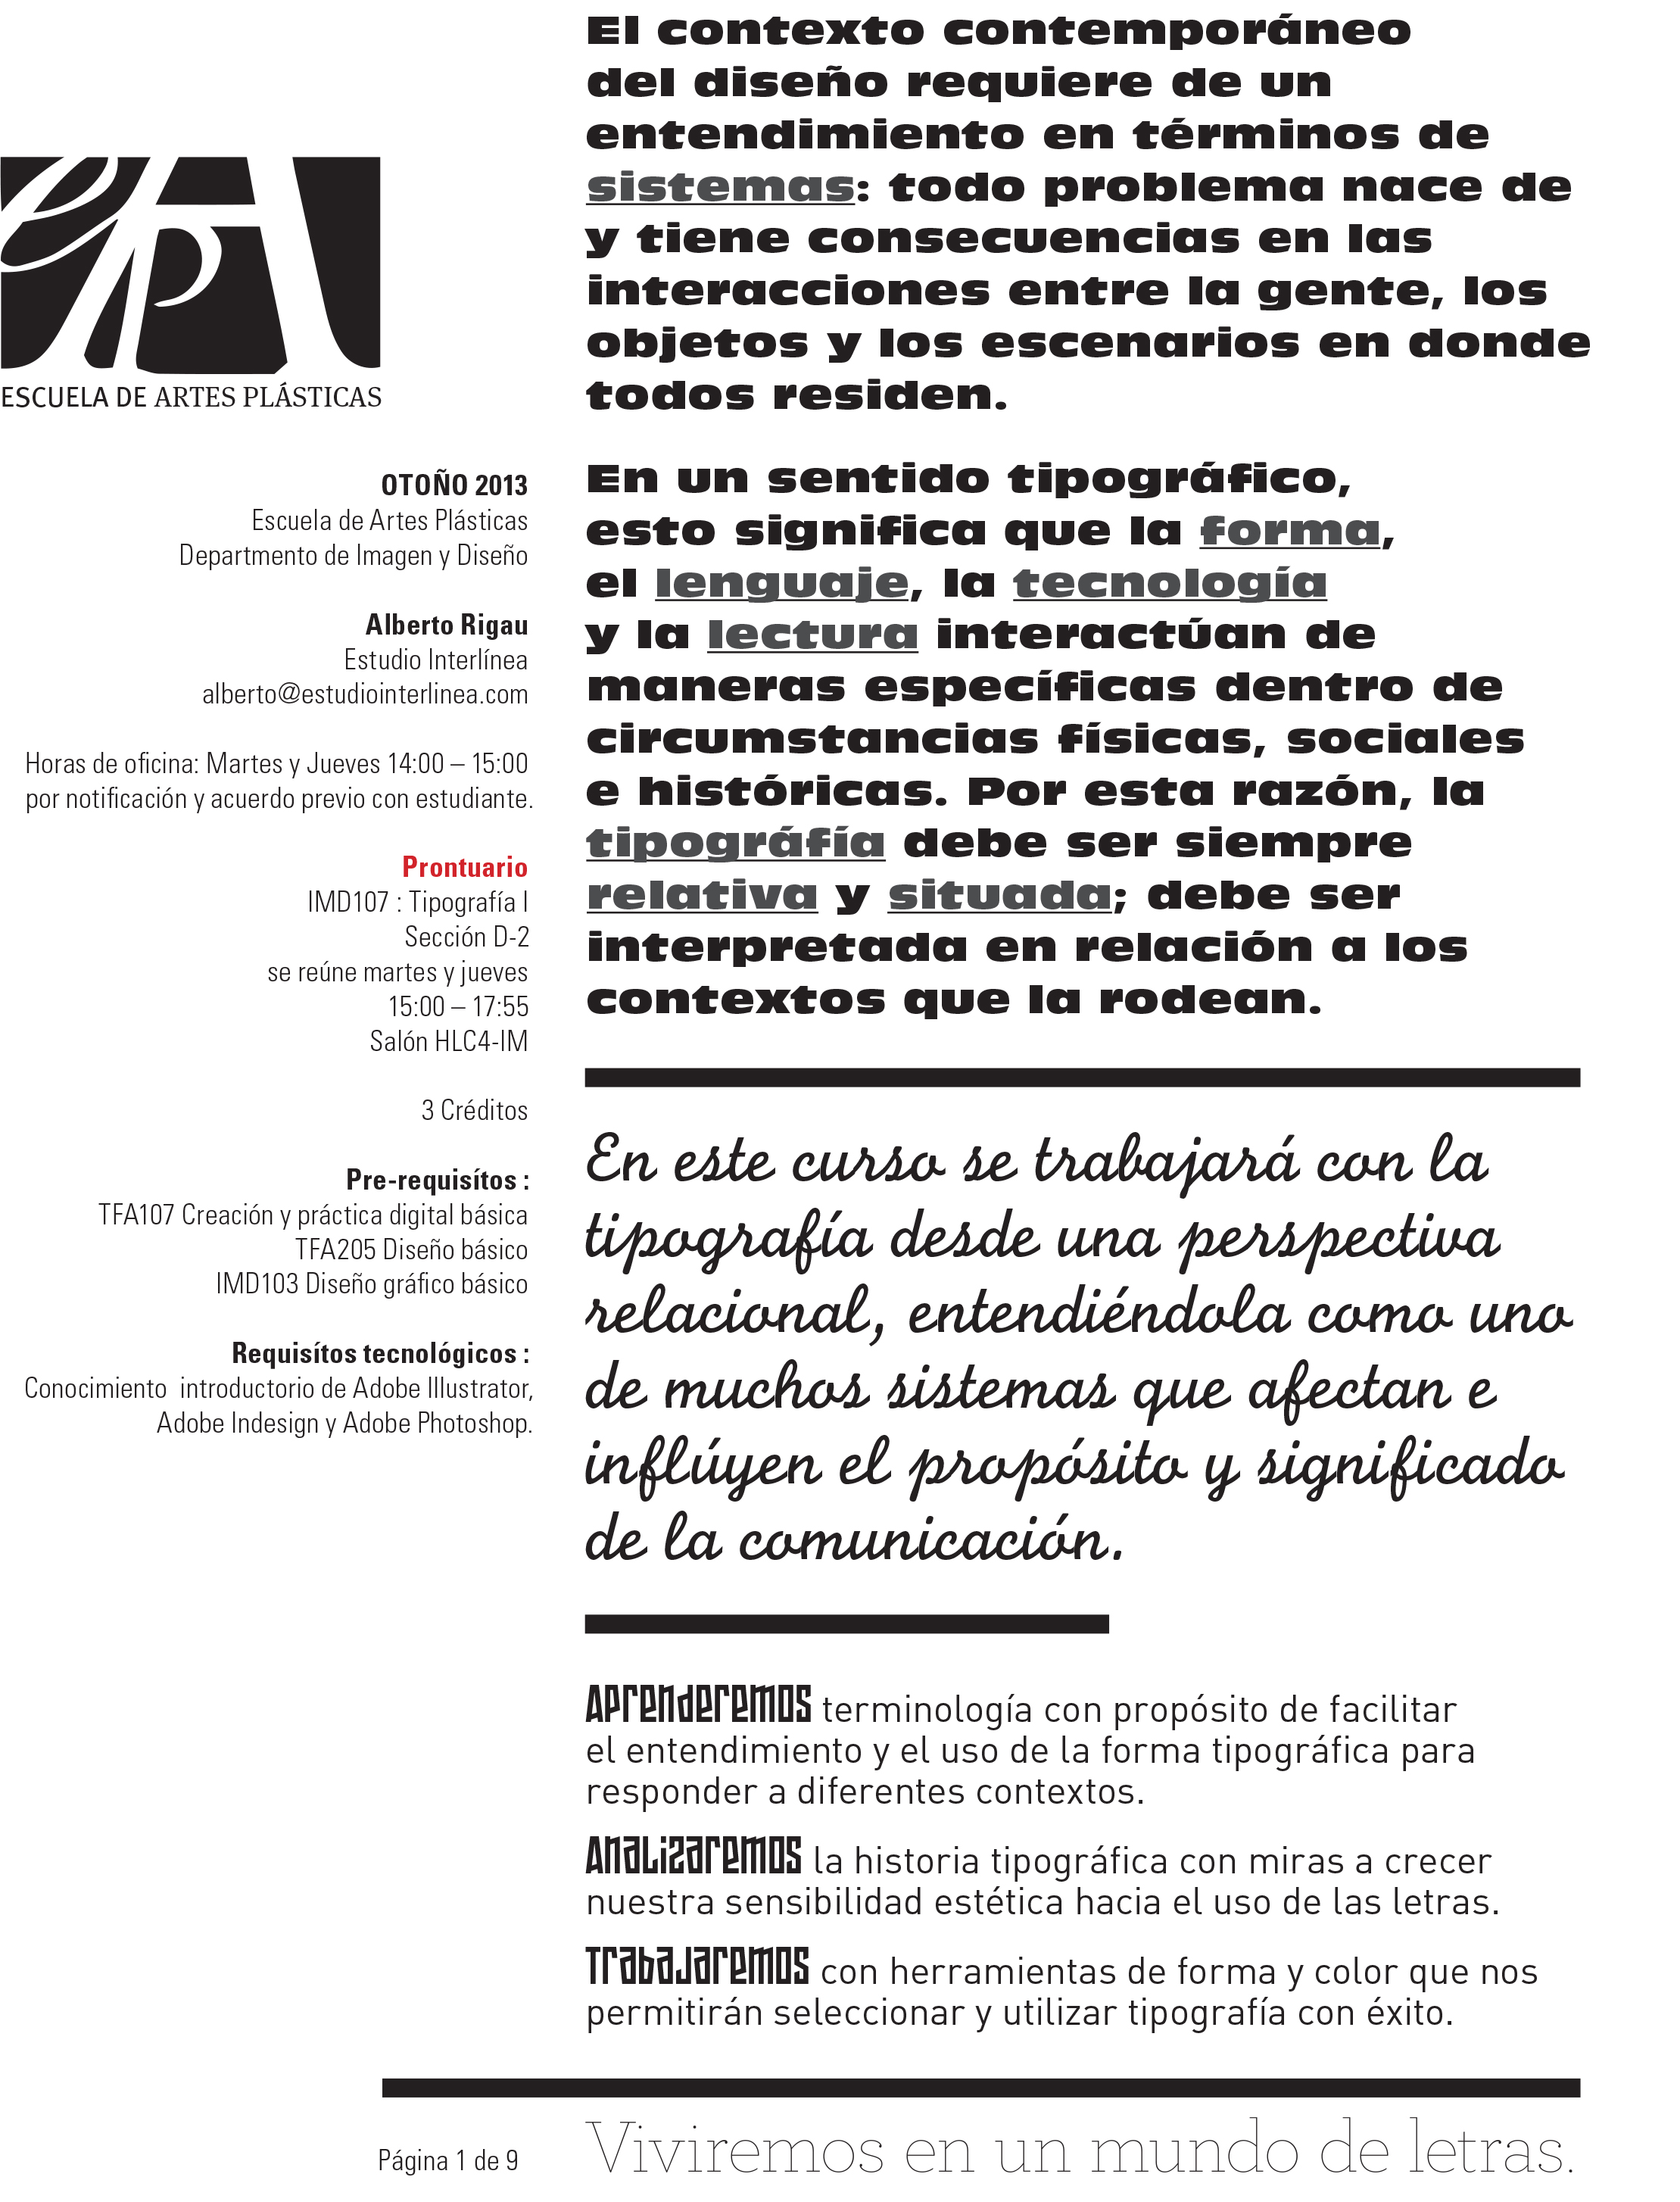 epA
ESCUELA DE ARTES PLÁSTICAS
OTOÑO 2013
Escuela de Artes Plásticas
Departmento de Imagen y Diseño
Alberto Rigau
Estudio Interlínea
alberto@estudiointerlinea.com
Horas de oficina: Martes y Jueves 14:00 – 15:00
por notificación y acuerdo previo con estudiante.
Prontuario
IMD107 : Tipografía I
Sección D-2
se reúne martes y jueves
15:00 – 17:55
Salón HLC4-IM
3 Créditos
Pre-requisítos :
TFA107 Creación y práctica digital básica
TFA205 Diseño básico
IMD103 Diseño gráfico básico
Requisítos tecnológicos :
Conocimiento  introductorio de Adobe Illustrator,
Adobe Indesign y Adobe Photoshop.
El contexto contemporáneo
del diseño requiere de un
entendimiento en términos de
sistemas: todo problema nace de
y tiene consecuencias en las
interacciones entre la gente, los
objetos y los escenarios en donde
todos residen.
En un sentido tipográfico,
esto significa que la forma,
el lenguaje, la tecnología
y la lectura interactúan de
maneras específicas dentro de
circumstancias físicas, sociales
e históricas. Por esta razón, la
tipográfía debe ser siempre
relativa y situada; debe ser
interpretada en relación a los
contextos que la rodean.
En este curso se trabajará con la
tipografía desde una perspectiva
relacional, entendiéndola como uno
de muchos sistemas que afectan e
influyen el propósito y significado
de la comunicación.
Aprenderemos terminología con propósito de facilitar
el entendimiento y el uso de la forma tipográfica para
responder a diferentes contextos.
Analizaremos la historia tipográfica con miras a crecer
nuestra sensibilidad estética hacia el uso de las letras.
Trabajaremos con herramientas de forma y color que nos
permitirán seleccionar y utilizar tipografía con éxito.
Página 1 de 9
Viviremos en un mundo de letras.